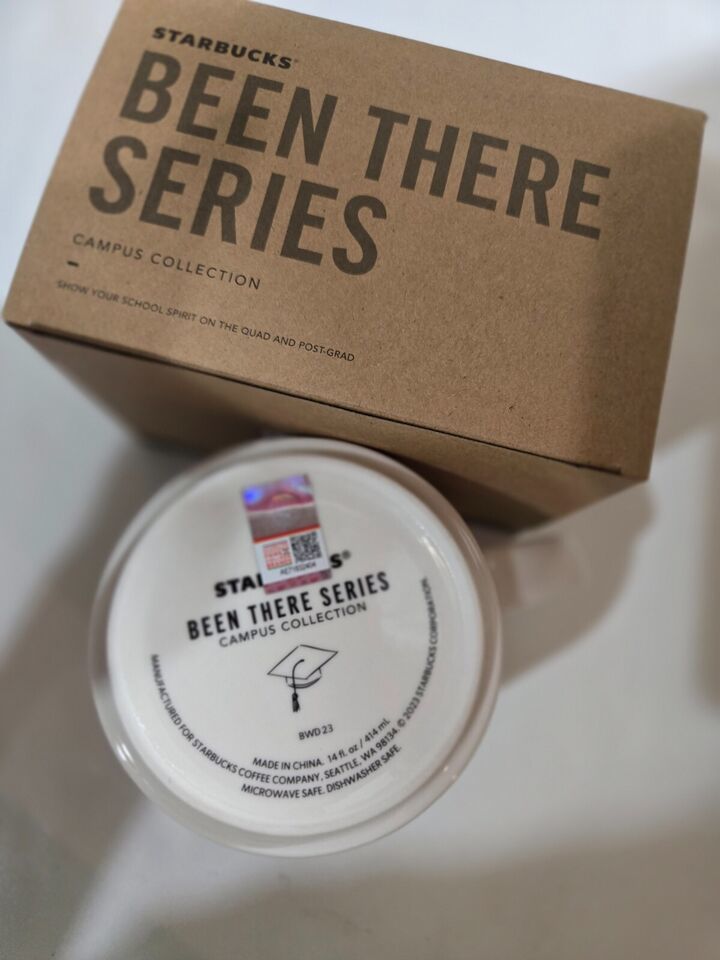 STARBUCKS®
BEEN THERE
SERIES
CAMPUS COLLECTION
SHOW YOUR SCHOOL SPIRIT ON THE QUAD AND POST-GRAD
BEEN THERE SERIES
CAMPUS COLLECTION
BWD 23
MADE IN CHINA. 14 fl. oz / 414 ml.
MANUFACTURED FOR STARBUCKS COFFEE COMPANY, SEATTLE, WA 98134. © 2023 STARBUCKS CORPORATION.
MICROWAVE SAFE. DISHWASHER SAFE.